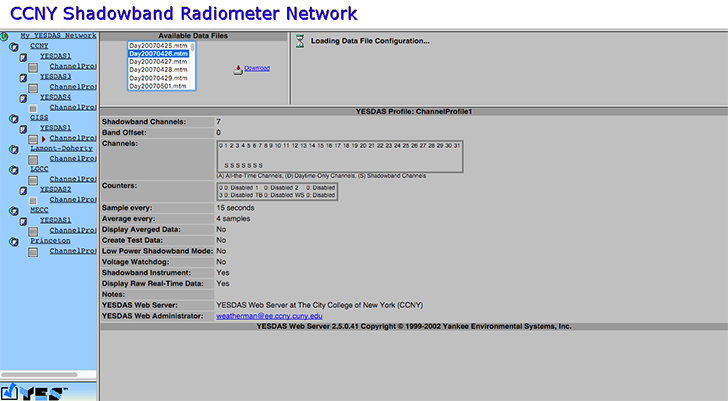 CCNY Shadowband Radiometer Network
My YESDAS Network
CCNY
YESDAS1
ChannelProf
YESDAS3
ChannelProf
YESDAS4
ChannelProf
GISS
YESDAS1
ChannelProf
Lamont-Doherty
ChannelProf
LGCC
YESDAS2
ChannelProf
MECC
YESDAS1
ChannelProf
Princeton
ChannelProf
YES
Available Data Files
Day20070425.mtm
Day20070426.mtm
Day20070427.mtm
Day20070428.mtm
Day20070429.mtm
Day20070501.mtm
Download
Loading Data File Configuration...
YESDAS Profile: ChannelProfile1
Shadowband Channels: 7
Band Offset: 0
Channels:
0 1 2 3 4 5 6 7 8 9 10 11 12 13 14 15 16 17 18 19 20 21 22 23 24 25 26 27 28 29 30 31
S S S S S S S
(A) All-the-Time Channels, (D) Daytime-Only Channels, (S) Shadowband Channels
Counters:
0 0: Disabled 1 0: Disabled 2 0: Disabled
3 0: Disabled TB 0: Disabled WS 0: Disabled
Sample every: 15 seconds
Average every: 4 samples
Display Averged Data: No
Create Test Data: No
Low Power Shadowband Mode: No
Voltage Watchdog: No
Shadowband Instrument: Yes
Display Raw Real-Time Data: Yes
Notes:
YESDAS Web Server: YESDAS Web Server at The City College of New York (CCNY)
YESDAS Web Administrator: weatherman@ee.ccny.cuny.edu
YESDAS Web Server 2.5.0.41 Copyright © 1999-2002 Yankee Environmental Systems, Inc.